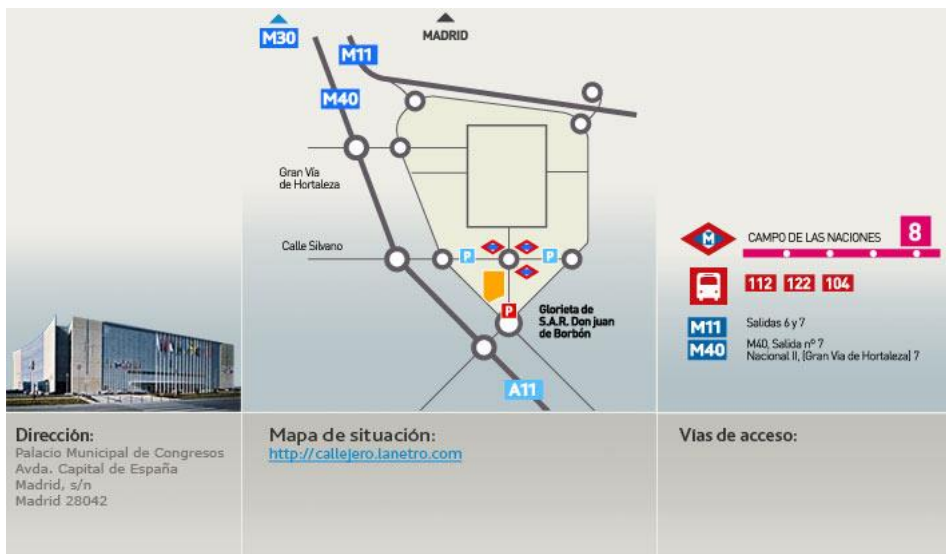 M30
MADRID
M11
M40
Gran Vía
de Hortaleza
Calle Silvano
P
P
P
Glorieta de
S.A.R. Don juan
de Borbón
A11
M
CAMPO DE LAS NACIONES
8
112 122 104
M11
Salidas 6 y 7
M40
M40, Salida nº 7
Nacional II, (Gran Via de Hortaleza) 7
Dirección:
Palacio Municipal de Congresos
Avda. Capital de España
Madrid, s/n
Madrid 28042
Mapa de situación:
http://callejero.lanetro.com
Vías de acceso: